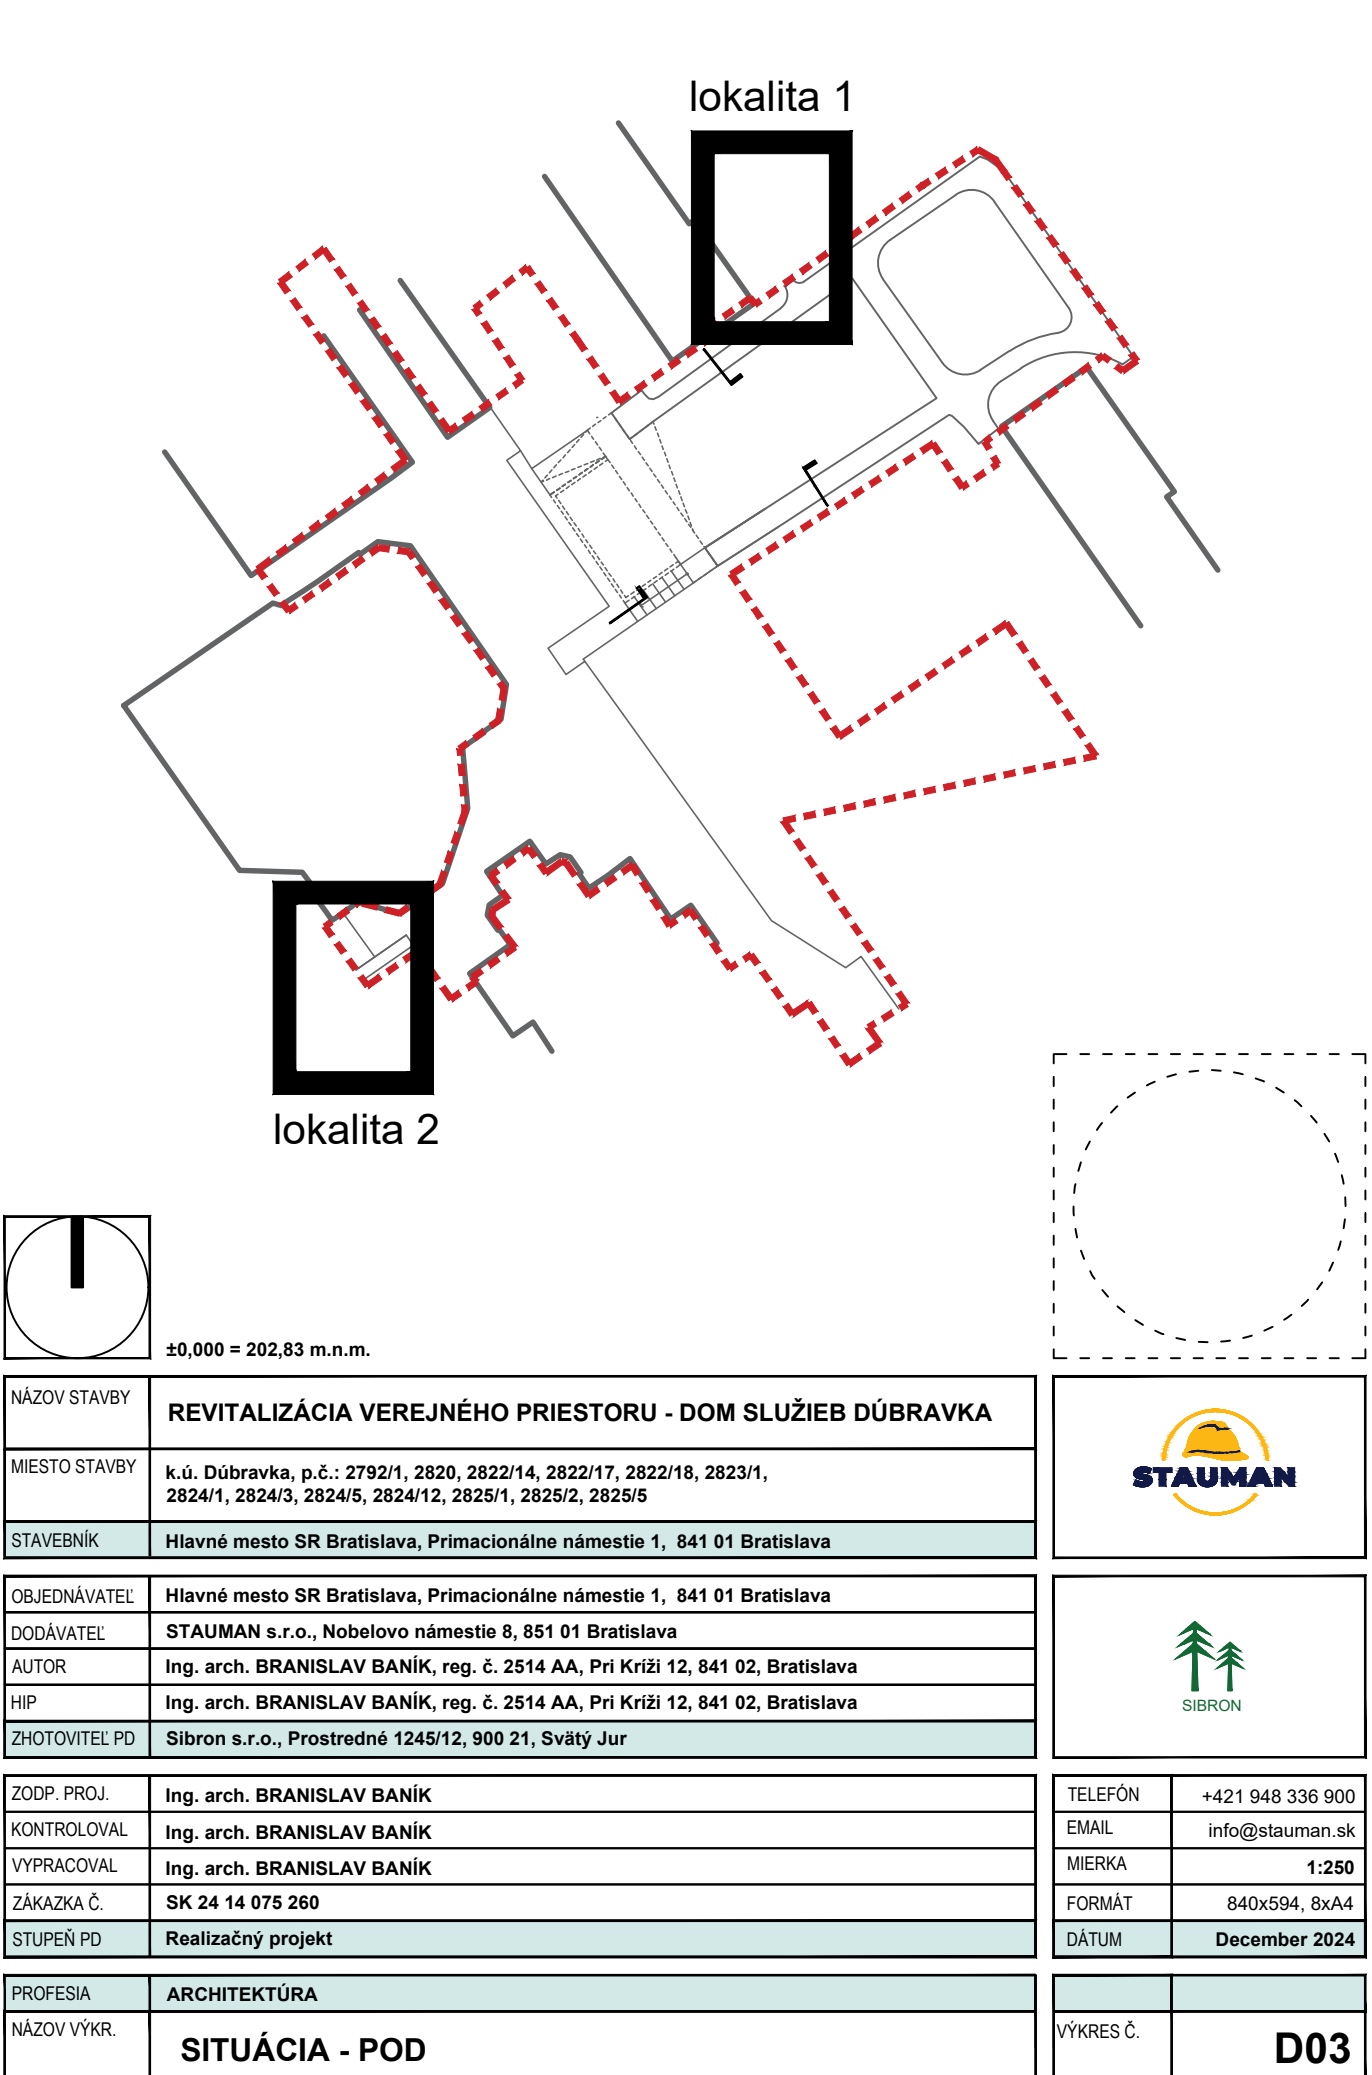 lokalita 1
lokalita 2
±0,000 = 202,83 m.n.m.
NÁZOV STAVBY
REVITALIZÁCIA VEREJNÉHO PRIESTORU - DOM SLUŽIEB DÚBRAVKA
MIESTO STAVBY
k.ú. Dúbravka, p.č.: 2792/1, 2820, 2822/14, 2822/17, 2822/18, 2823/1,
2824/1, 2824/3, 2824/5, 2824/12, 2825/1, 2825/2, 2825/5
STAVEBNÍK
Hlavné mesto SR Bratislava, Primacionálne námestie 1, 841 01 Bratislava
STAUMAN
OBJEDNÁVATEĽ
Hlavné mesto SR Bratislava, Primacionálne námestie 1, 841 01 Bratislava
DODÁVATEĽ
STAUMAN s.r.o., Nobelovo námestie 8, 851 01 Bratislava
AUTOR
Ing. arch. BRANISLAV BANÍK, reg. č. 2514 AA, Pri Kríži 12, 841 02, Bratislava
HIP
Ing. arch. BRANISLAV BANÍK, reg. č. 2514 AA, Pri Kríži 12, 841 02, Bratislava
ZHOTOVITEĽ PD
Sibron s.r.o., Prostredné 1245/12, 900 21, Svätý Jur
SIBRON
ZODP. PROJ.
Ing. arch. BRANISLAV BANÍK
KONTROLOVAL
Ing. arch. BRANISLAV BANÍK
VYPRACOVAL
Ing. arch. BRANISLAV BANÍK
ZÁKAZKA Č.
SK 24 14 075 260
STUPEŇ PD
Realizačný projekt
TELEFÓN
+421 948 336 900
EMAIL
info@stauman.sk
MIERKA
1:250
FORMÁT
840x594, 8xA4
DÁTUM
December 2024
PROFESIA
ARCHITEKTÚRA
NÁZOV VÝKR.
SITUÁCIA - POD
VÝKRES Č.
D03